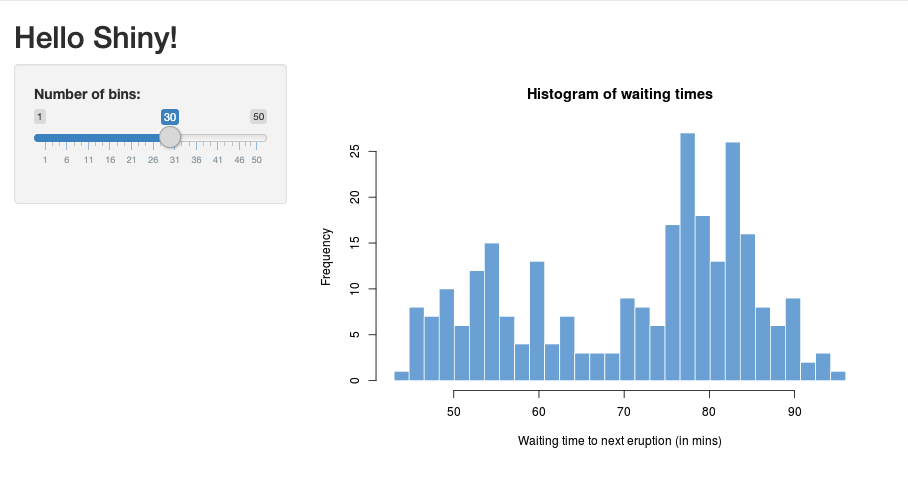 Hello Shiny!
Number of bins:
1 30 50
1 6 11 16 21 26 31 36 41 46 50
Histogram of waiting times
Frequency
25
20
15
10
5
0
50 60 70 80 90
Waiting time to next eruption (in mins)